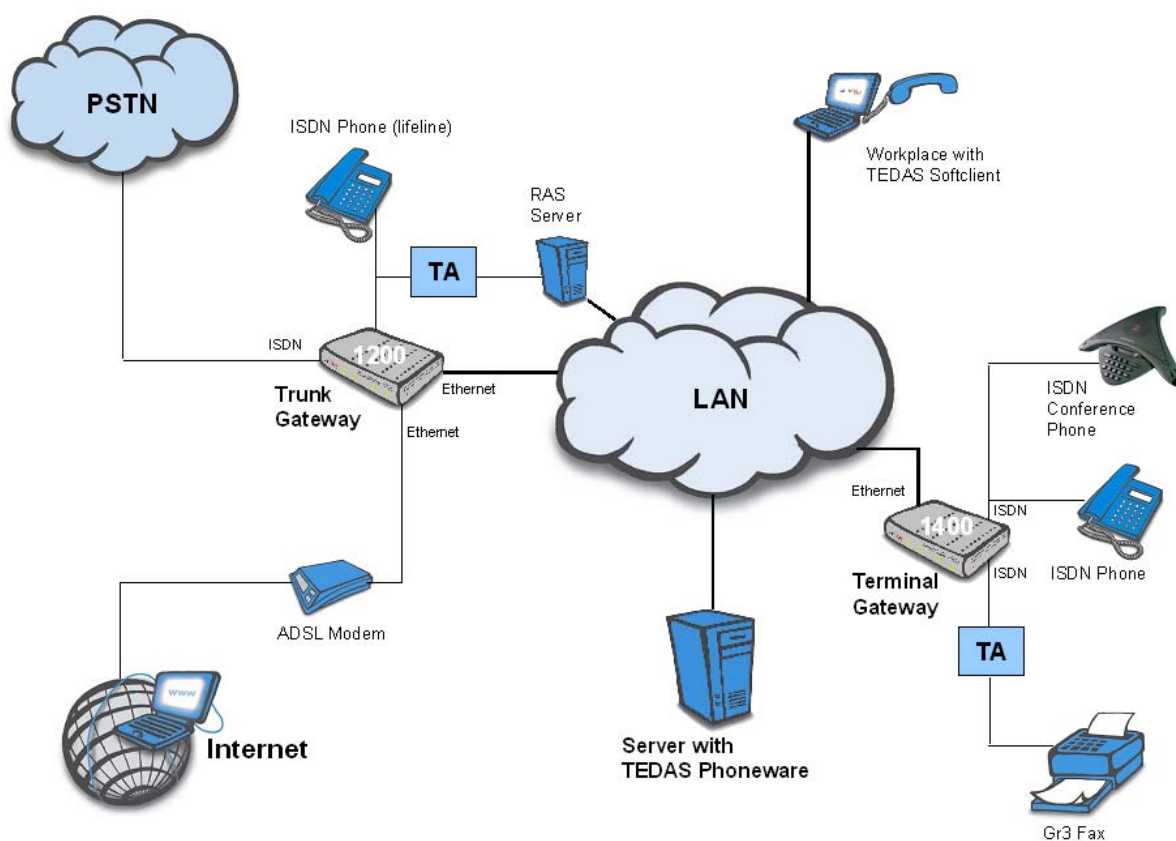 PSTN
ISDN Phone (lifeline)
RAS
Server
TA
Workplace with
TEDAS Softclient
ISDN
1200
Ethernet
Trunk
Gateway
Ethernet
LAN
ISDN
Conference
Phone
Ethernet
1400
ISDN
ISDN
ISDN Phone
Terminal
Gateway
ADSL Modem
TA
www
Internet
Server with
TEDAS Phoneware
Gr3 Fax